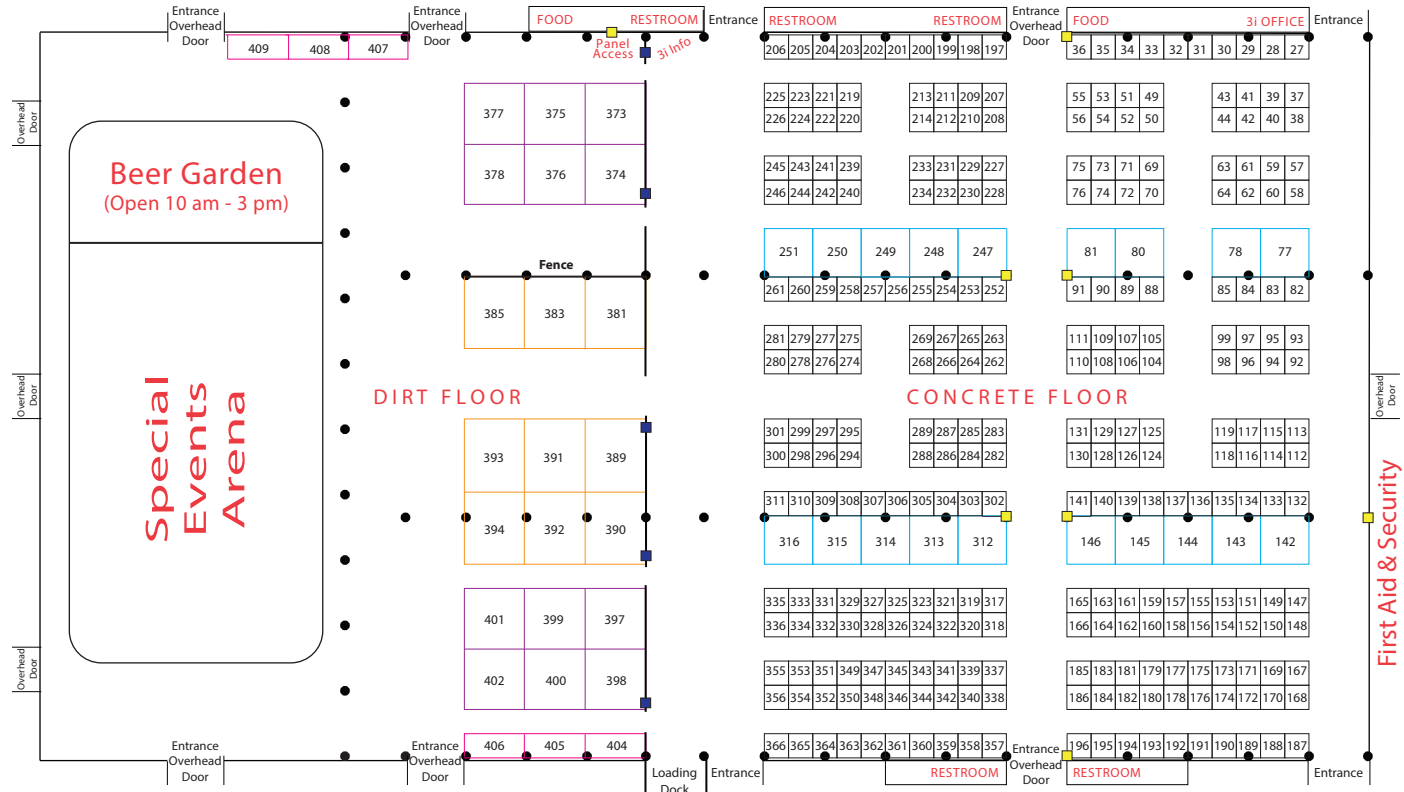 Entrance
Overhead
Door
Entrance
Overhead
Door
FOOD RESTROOM
Entrance
RESTROOM RESTROOM
Entrance
Overhead
Door
FOOD 3i OFFICE
Entrance
409 408 407
Panel
Access
3i Info
206 205 204 203 202 201 200 199 198 197
36 35 34 33 32 31 30 29 28 27
Overhead
Door
377 375 373
225 223 221 219 213 211 209 207
55 53 51 49 43 41 39 37
226 224 222 220 214 212 210 208
56 54 52 50 44 42 40 38
Beer Garden
(Open 10 am - 3 pm)
378 376 374
245 243 241 239 233 231 229 227
75 73 71 69 63 61 59 57
246 244 242 240 234 232 230 228
76 74 72 70 64 62 60 58
251 250 249 248 247
81 80 78 77
Fence
261 260 259 258 257 256 255 254 253 252
91 90 89 88 85 84 83 82
385 383 381
281 279 277 275 269 267 265 263
111 109 107 105 99 97 95 93
280 278 276 274 268 266 264 262
110 108 106 104 98 96 94 92
Overhead
Door
Special
Events
Arena
DIRT FLOOR
CONCRETE FLOOR
Overhead
Door
301 299 297 295 289 287 285 283
131 129 127 125 119 117 115 113
393 391 389
300 298 296 294 288 286 284 282
130 128 126 124 118 116 114 112
311 310 309 308 307 306 305 304 303 302
141 140 139 138 137 136 135 134 133 132
394 392 390
316 315 314 313 312
146 145 144 143 142
First Aid & Security
335 333 331 329 327 325 323 321 319 317
165 163 161 159 157 155 153 151 149 147
401 399 397
336 334 332 330 328 326 324 322 320 318
166 164 162 160 158 156 154 152 150 148
Overhead
Door
355 353 351 349 347 345 343 341 339 337
185 183 181 179 177 175 173 171 169 167
402 400 398
356 354 352 350 348 346 344 342 340 338
186 184 182 180 178 176 174 172 170 168
406 405 404
366 365 364 363 362 361 360 359 358 357
196 195 194 193 192 191 190 189 188 187
Entrance
Overhead
Door
Entrance
Overhead
Door
Loading
Dock
Entrance
RESTROOM
Entrance
Overhead
Door
RESTROOM
Entrance